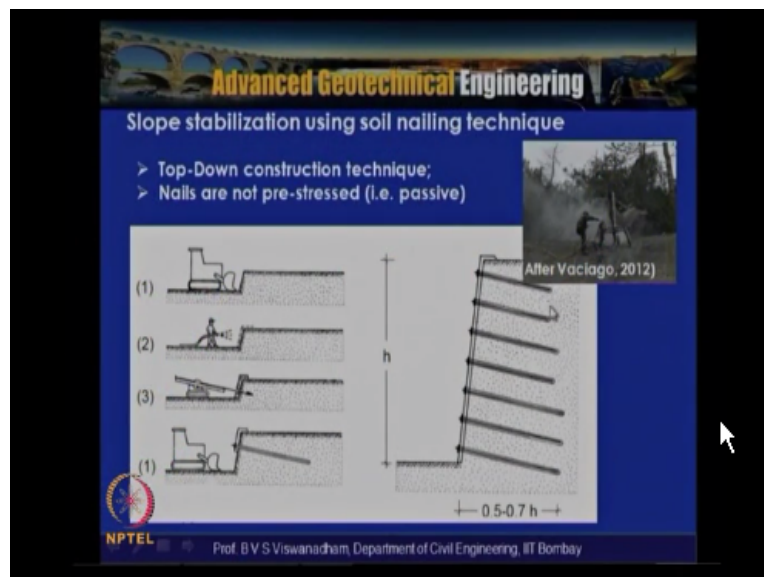 Advanced Geotechnical Engineering
Slope stabilization using soil nailing technique
➢ Top-Down construction technique;
➢ Nails are not pre-stressed (i.e. passive)
After Vaciago, 2012)
(1)
(2)
(3)
(1)
h
0.5-0.7 h
NPTEL
Prof. B V S Viswanadham, Department of Civil Engineering, IIT Bombay